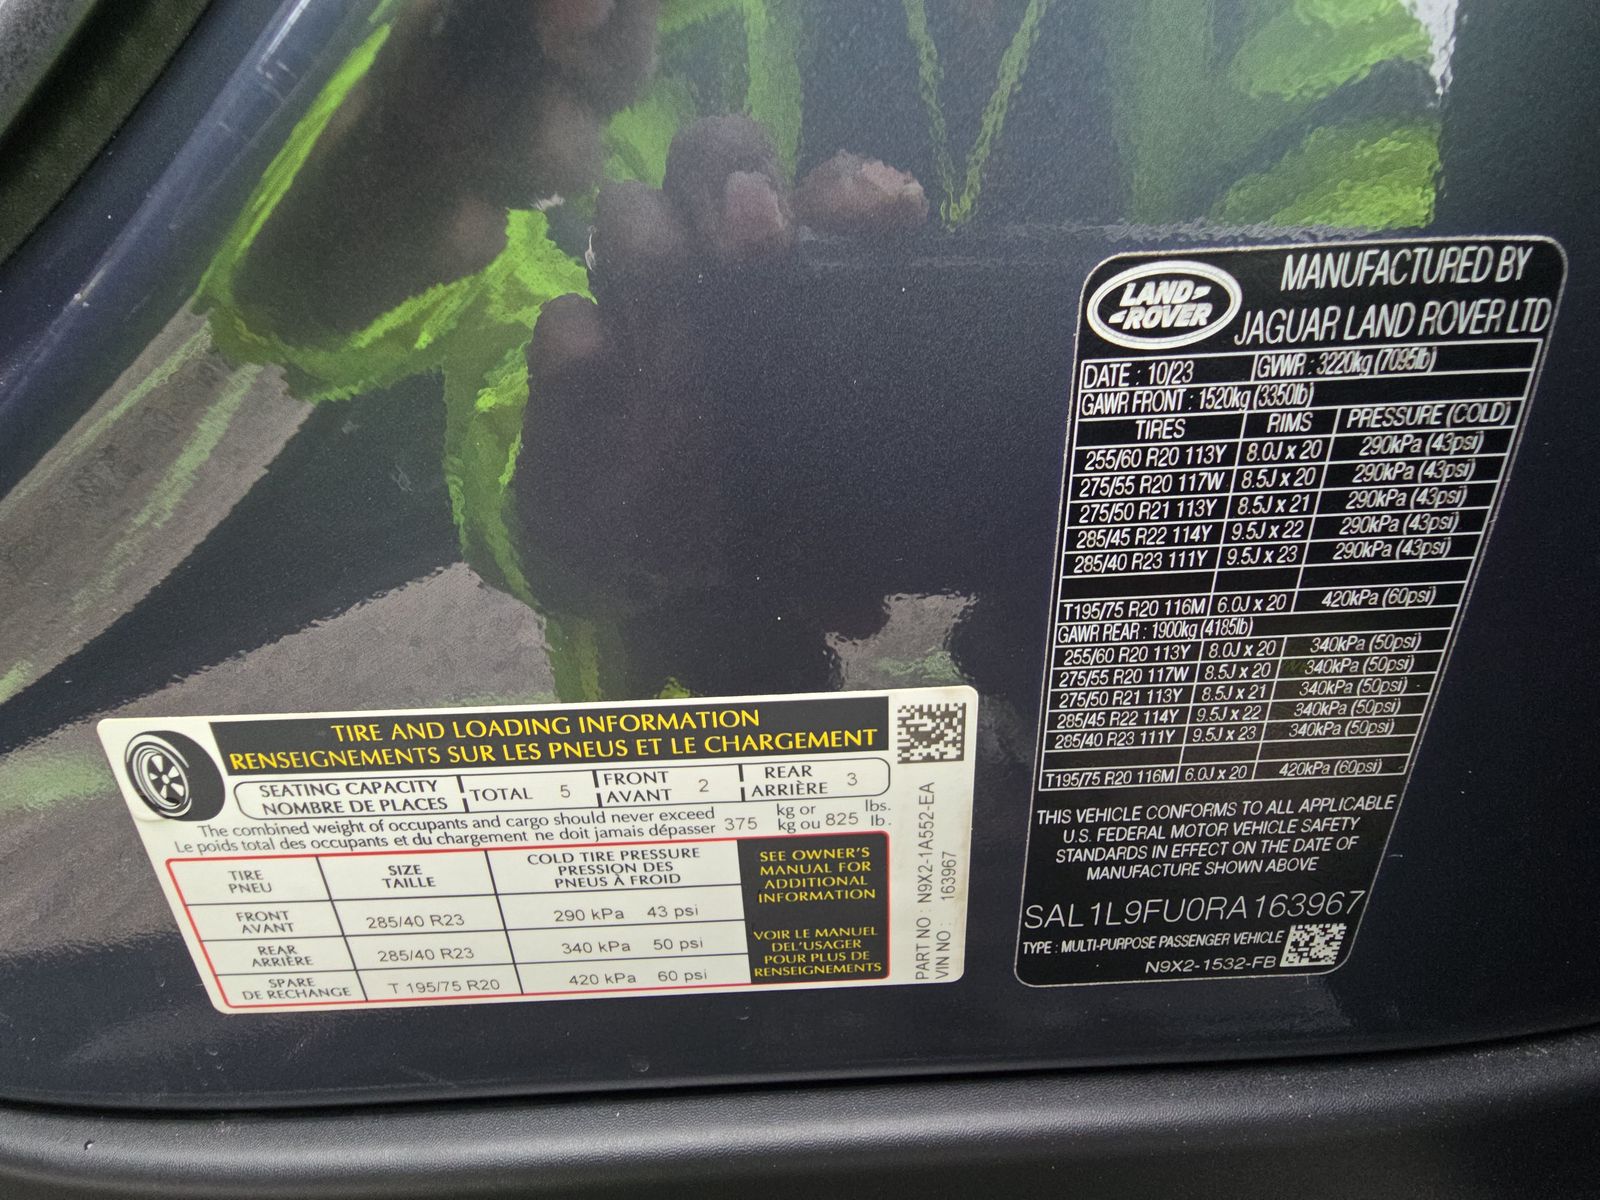 LAND ROVER
MANUFACTURED BY
JAGUAR LAND ROVER LTD
DATE : 10/23 GVWR : 3220kg (7095lb)
GAWR FRONT : 1520kg (3350lb)
TIRES RIMS PRESSURE (COLD)
255/60 R20 113Y 8.0J x 20 290kPa (43psi)
275/55 R20 117W 8.5J x 20 290kPa (43psi)
275/50 R21 113Y 8.5J x 21 290kPa (43psi)
285/45 R22 114Y 9.5J x 22 290kPa (43psi)
285/40 R23 111Y 9.5J x 23 290kPa (43psi)
T195/75 R20 116M 6.0J x 20 420kPa (60psi)
GAWR REAR : 1900kg (4185lb)
255/60 R20 113Y 8.0J x 20 340kPa (50psi)
275/55 R20 117W 8.5J x 20 340kPa (50psi)
275/50 R21 113Y 8.5J x 21 340kPa (50psi)
285/45 R22 114Y 9.5J x 22 340kPa (50psi)
285/40 R23 111Y 9.5J x 23 340kPa (50psi)
T195/75 R20 116M 6.0J x 20 420kPa (60psi)
THIS VEHICLE CONFORMS TO ALL APPLICABLE
U.S. FEDERAL MOTOR VEHICLE SAFETY
STANDARDS IN EFFECT ON THE DATE OF
MANUFACTURE SHOWN ABOVE
SAL1L9FU0RA163967
TYPE : MULTI-PURPOSE PASSENGER VEHICLE
N9X2-1532-FB
TIRE AND LOADING INFORMATION
RENSEIGNEMENTS SUR LES PNEUS ET LE CHARGEMENT
SEATING CAPACITY
NOMBRE DE PLACES
TOTAL 5
FRONT
AVANT 2
REAR
ARRIÈRE 3
The combined weight of occupants and cargo should never exceed 375 kg or 825 lbs.
Le poids total des occupants et du chargement ne doit jamais dépasser kg ou lb.
TIRE
PNEU
SIZE
TAILLE
COLD TIRE PRESSURE
PRESSION DES
PNEUS À FROID
FRONT
AVANT
285/40 R23 290 kPa 43 psi
REAR
ARRIÈRE
285/40 R23 340 kPa 50 psi
SPARE
DE RECHANGE
T 195/75 R20 420 kPa 60 psi
SEE OWNER'S
MANUAL FOR
ADDITIONAL
INFORMATION
VOIR LE MANUEL
DEL'USAGER
POUR PLUS DE
RENSEIGNEMENTS
PART NO : N9X2-1A552-EA
VIN NO : 163967